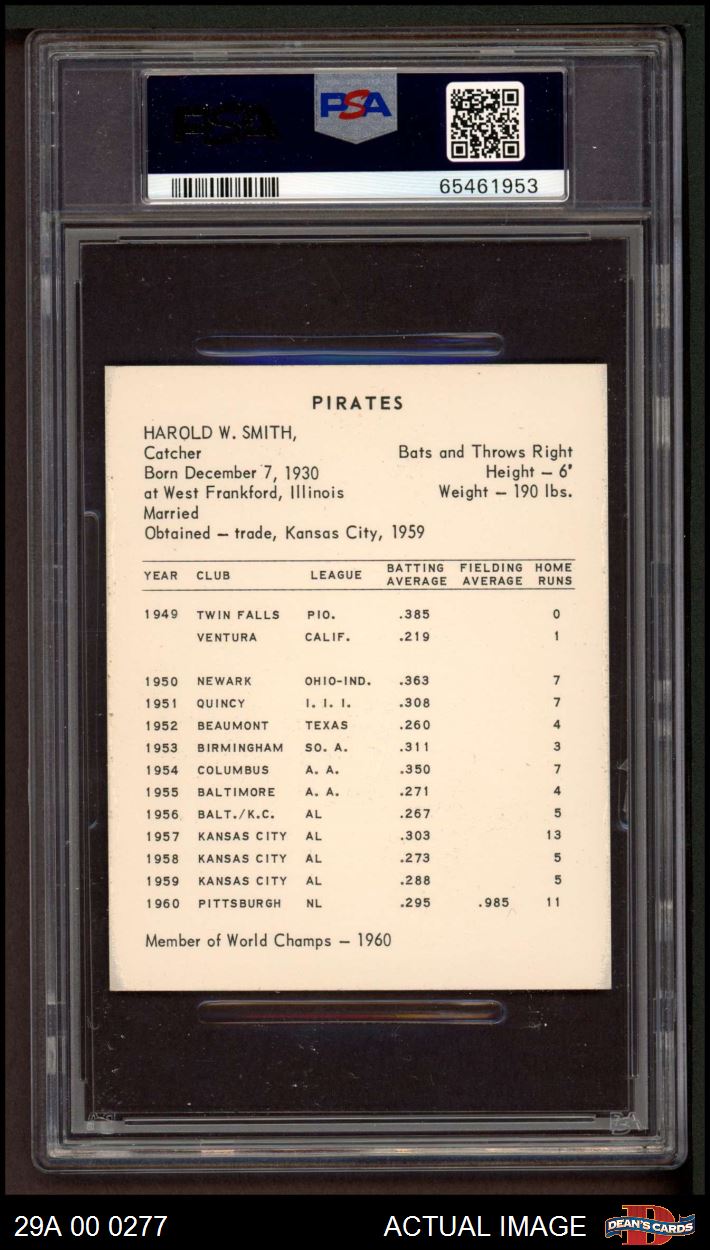 PSA
PSA
65461953
PIRATES
HAROLD W. SMITH,
Catcher Bats and Throws Right
Born December 7, 1930 Height – 6'
at West Frankford, Illinois Weight – 190 lbs.
Married
Obtained – trade, Kansas City, 1959
YEAR CLUB LEAGUE BATTING AVERAGE FIELDING AVERAGE HOME RUNS
1949 TWIN FALLS PIO. .385 0
VENTURA CALIF. .219 1
1950 NEWARK OHIO-IND. .363 7
1951 QUINCY I. I. I. .308 7
1952 BEAUMONT TEXAS .260 4
1953 BIRMINGHAM SO. A. .311 3
1954 COLUMBUS A. A. .350 7
1955 BALTIMORE A. A. .271 4
1956 BALT./K.C. AL .267 5
1957 KANSAS CITY AL .303 13
1958 KANSAS CITY AL .273 5
1959 KANSAS CITY AL .288 5
1960 PITTSBURGH NL .295 .985 11
Member of World Champs – 1960
29A 00 0277 ACTUAL IMAGE DEAN'S CARDS